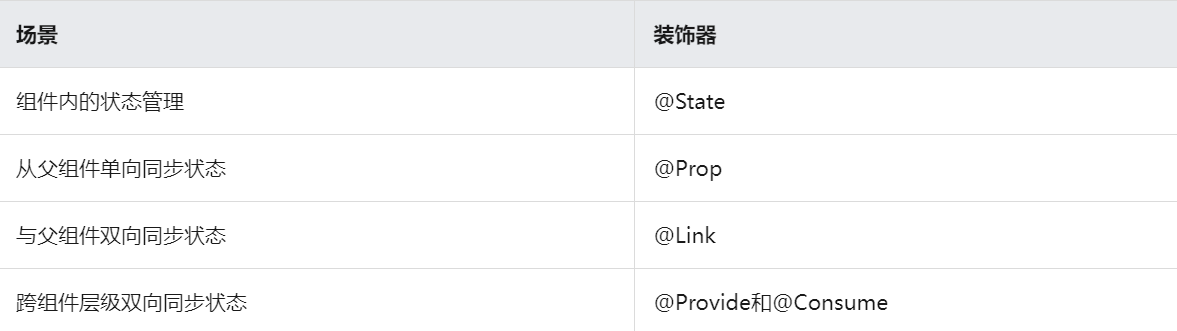 场景 装饰器
组件内的状态管理 @State
从父组件单向同步状态 @Prop
与父组件双向同步状态 @Link
跨组件层级双向同步状态 @Provide和@Consume